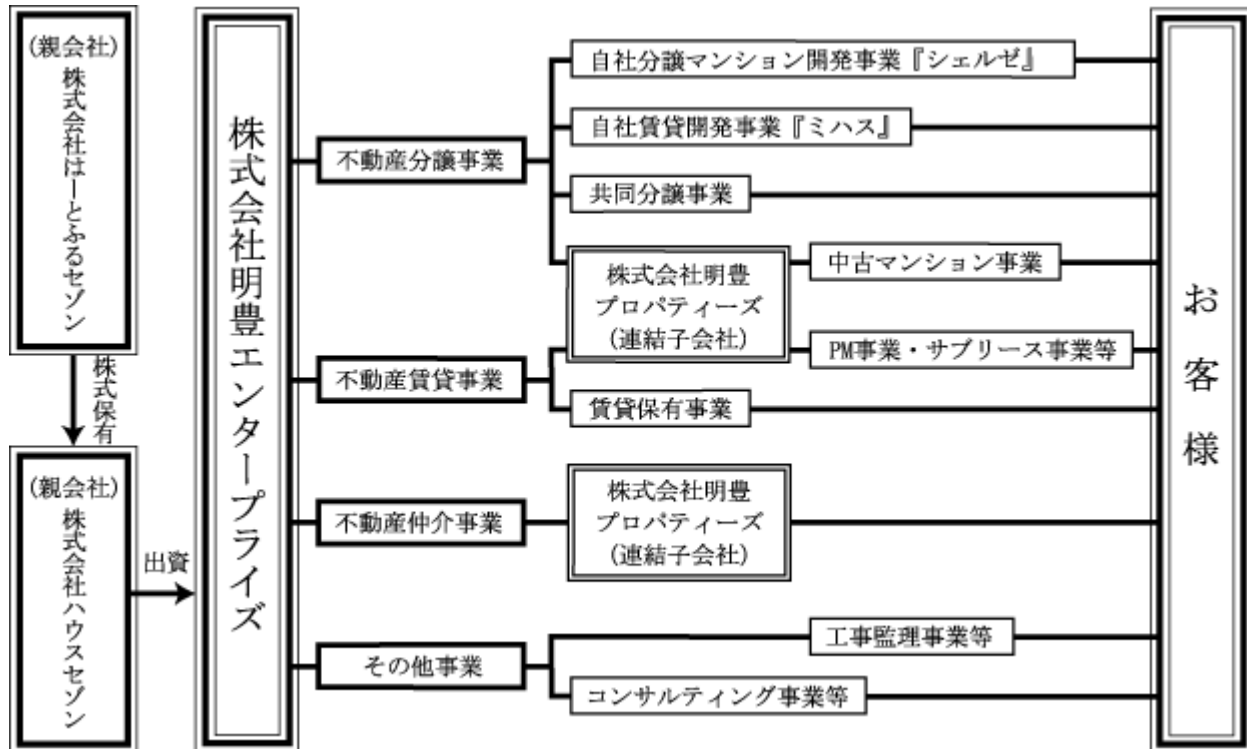 (親会社)
株式会社はーとふるセゾン
株式保有
(親会社)
株式会社ハウスセゾン
出資
株式会社明豊エンタープライズ
不動産分譲事業
自社分譲マンション開発事業『シェルゼ』
自社賃貸開発事業『ミハス』
共同分譲事業
株式会社明豊
プロパティーズ
(連結子会社)
中古マンション事業
PM事業・サブリース事業等
不動産賃貸事業
賃貸保有事業
不動産仲介事業
株式会社明豊
プロパティーズ
(連結子会社)
その他事業
工事監理事業等
コンサルティング事業等
お客様